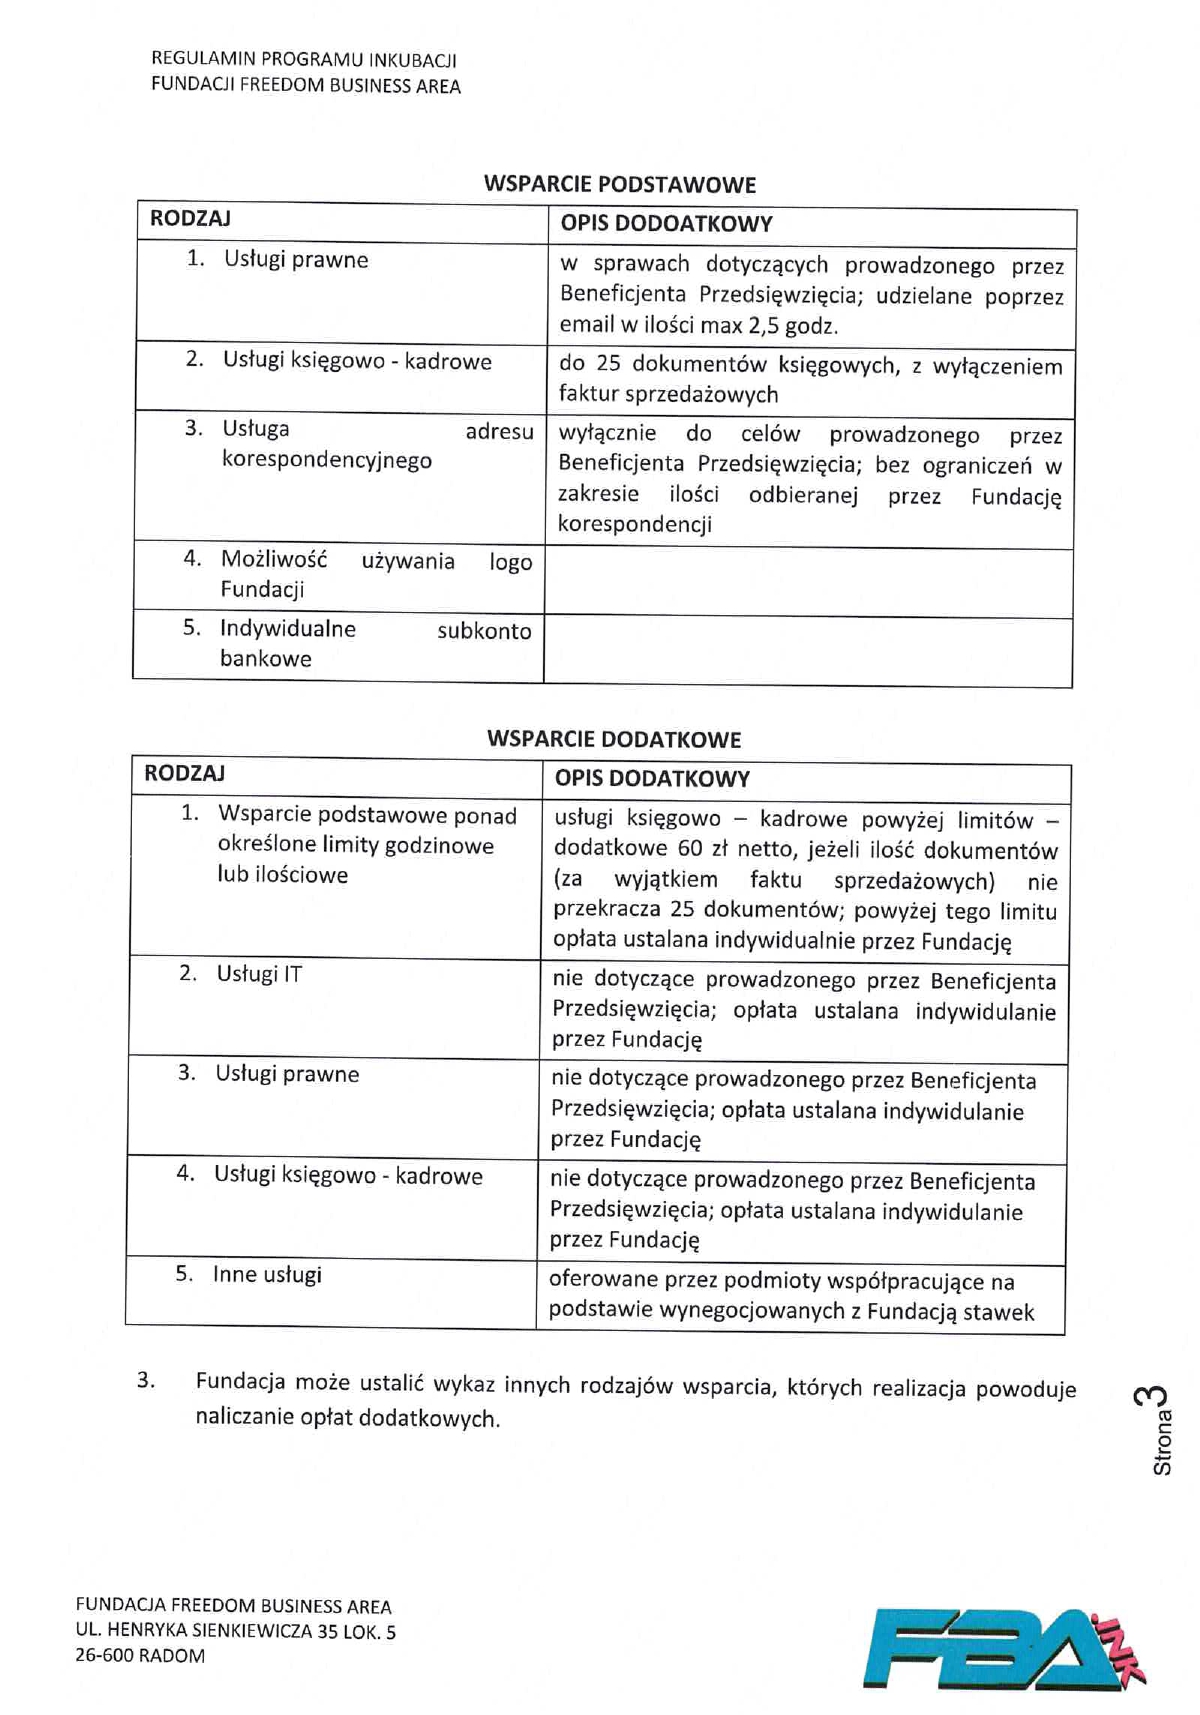 REGULAMIN PROGRAMU INKUBACJI
FUNDACJI FREEDOM BUSINESS AREA
WSPARCIE PODSTAWOWE
RODZAJ
OPIS DODOATKOWY
1. Usługi prawne
w sprawach dotyczących prowadzonego przez
Beneficjenta Przedsięwzięcia; udzielane poprzez
email w ilości max 2,5 godz.
2. Usługi księgowo - kadrowe
do 25 dokumentów księgowych, z wyłączeniem
faktur sprzedażowych
3. Usługa adresu
korespondencyjnego
wyłącznie do celów prowadzonego przez
Beneficjenta Przedsięwzięcia; bez ograniczeń w
zakresie ilości odbieranej przez Fundację
korespondencji
4. Możliwość używania logo
Fundacji
5. Indywidualne subkonto
bankowe
WSPARCIE DODATKOWE
RODZAJ
OPIS DODATKOWY
1. Wsparcie podstawowe ponad
określone limity godzinowe
lub ilościowe
usługi księgowo – kadrowe powyżej limitów –
dodatkowe 60 zł netto, jeżeli ilość dokumentów
(za wyjątkiem faktu sprzedażowych) nie
przekracza 25 dokumentów; powyżej tego limitu
opłata ustalana indywidualnie przez Fundację
2. Usługi IT
nie dotyczące prowadzonego przez Beneficjenta
Przedsięwzięcia; opłata ustalana indywidulanie
przez Fundację
3. Usługi prawne
nie dotyczące prowadzonego przez Beneficjenta
Przedsięwzięcia; opłata ustalana indywidulanie
przez Fundację
4. Usługi księgowo - kadrowe
nie dotyczące prowadzonego przez Beneficjenta
Przedsięwzięcia; opłata ustalana indywidulanie
przez Fundację
5. Inne usługi
oferowane przez podmioty współpracujące na
podstawie wynegocjowanych z Fundacją stawek
3. Fundacja może ustalić wykaz innych rodzajów wsparcia, których realizacja powoduje
naliczanie opłat dodatkowych.
Strona 3
FUNDACJA FREEDOM BUSINESS AREA
UL. HENRYKA SIENKIEWICZA 35 LOK. 5
26-600 RADOM
FBA.INK